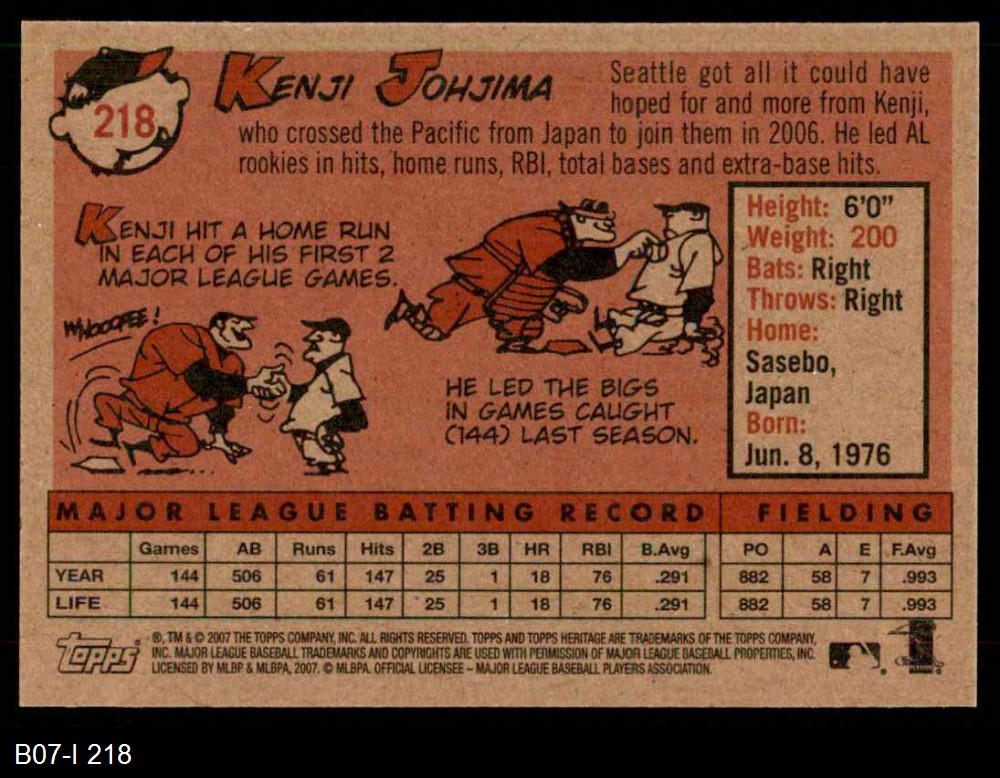 218
KENJI JOHJIMA
Seattle got all it could have
hoped for and more from Kenji,
who crossed the Pacific from Japan to join them in 2006. He led AL
rookies in hits, home runs, RBI, total bases and extra-base hits.
KENJI HIT A HOME RUN
IN EACH OF HIS FIRST 2
MAJOR LEAGUE GAMES.
WHOOOPEE!
HE LED THE BIGS
IN GAMES CAUGHT
(144) LAST SEASON.
Height: 6'0"
Weight: 200
Bats: Right
Throws: Right
Home:
Sasebo,
Japan
Born:
Jun. 8, 1976
MAJOR LEAGUE BATTING RECORD FIELDING
Games AB Runs Hits 2B 3B HR RBI B.Avg PO A E F.Avg
YEAR 144 506 61 147 25 1 18 76 .291 882 58 7 .993
LIFE 144 506 61 147 25 1 18 76 .291 882 58 7 .993
Topps
®, TM & © 2007 THE TOPPS COMPANY, INC. ALL RIGHTS RESERVED. TOPPS AND TOPPS HERITAGE ARE TRADEMARKS OF THE TOPPS COMPANY,
INC. MAJOR LEAGUE BASEBALL TRADEMARKS AND COPYRIGHTS ARE USED WITH PERMISSION OF MAJOR LEAGUE BASEBALL PROPERTIES, INC.
LICENSED BY MLBP & MLBPA, 2007. © MLBPA. OFFICIAL LICENSEE – MAJOR LEAGUE BASEBALL PLAYERS ASSOCIATION.
B07-I 218